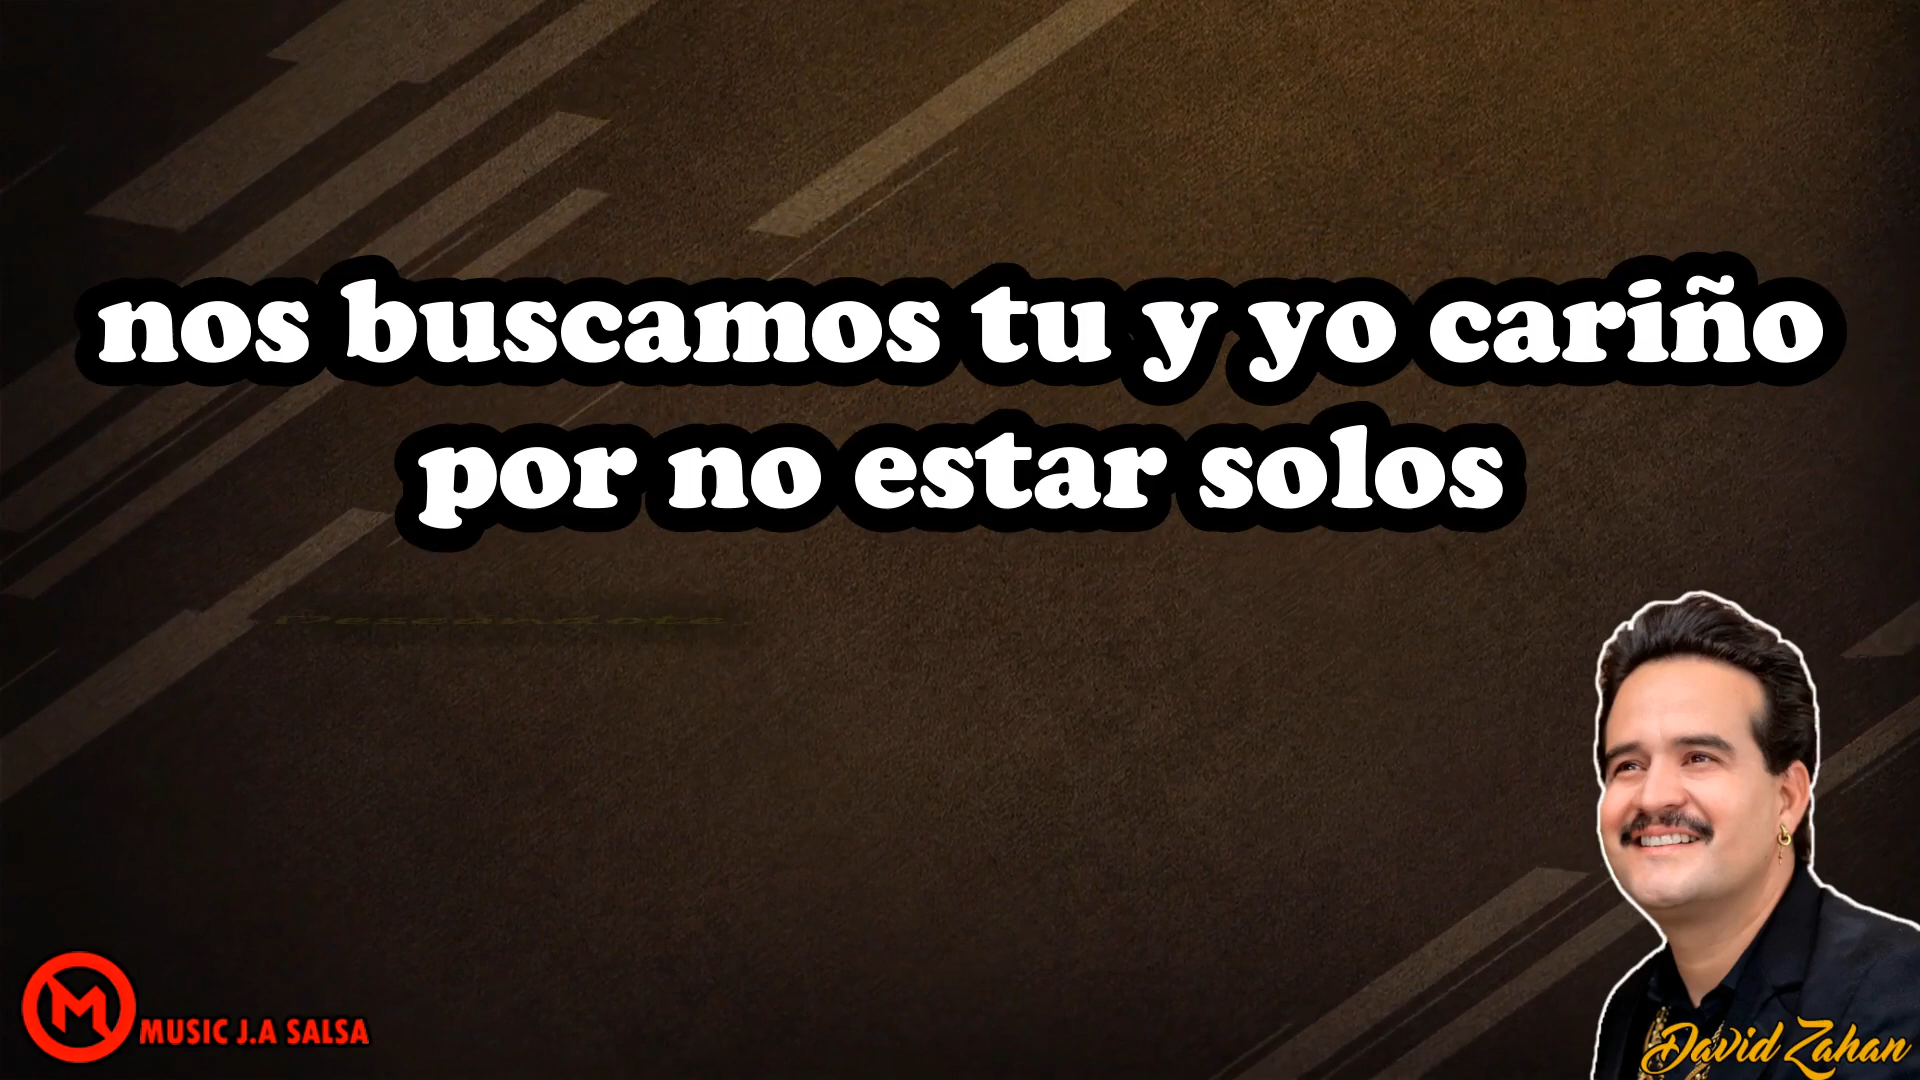 nos buscamos tu y yo cariño
por no estar solos
MUSIC J.A SALSA
David Zahan